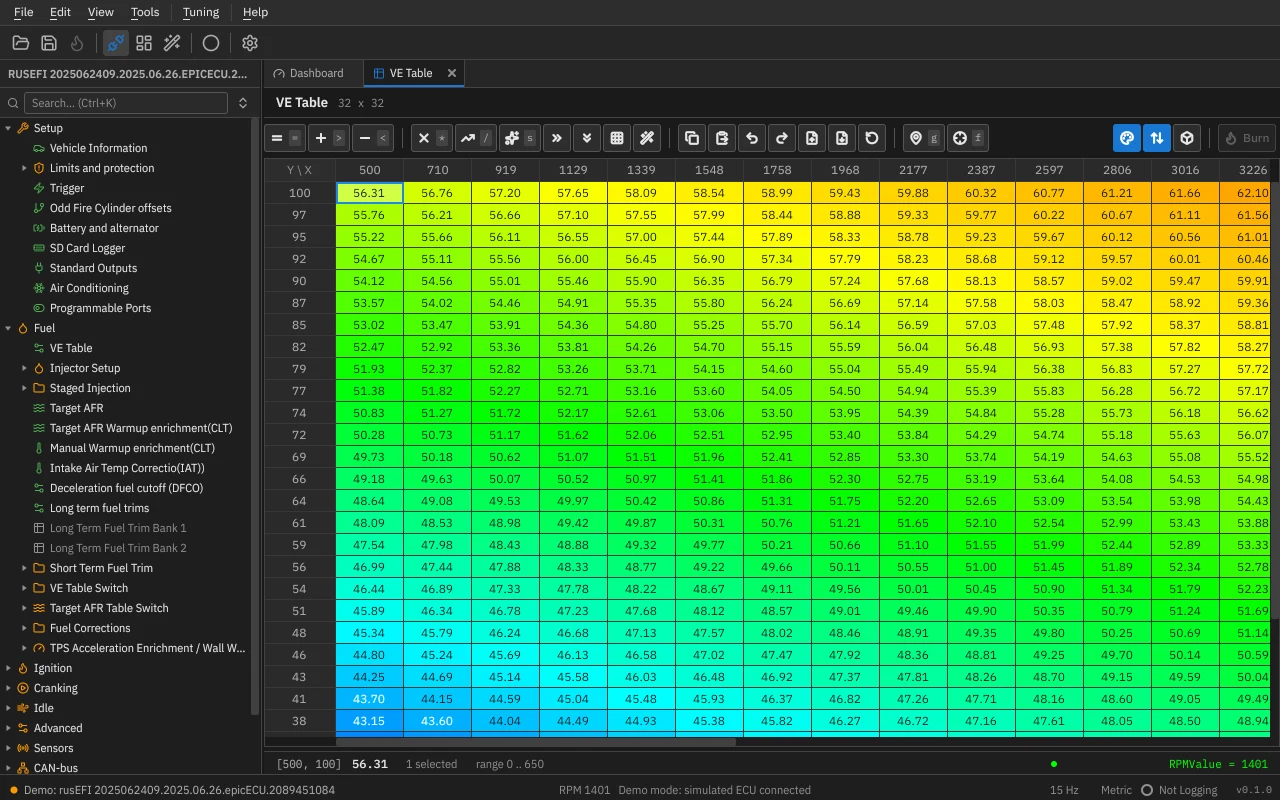 File Edit View Tools Tuning Help
RUSEFI 2025062409.2025.06.26.EPICECU.2...
Dashboard
VE Table
Search... (Ctrl+K)
VE Table 32 x 32
= = + > − < × * / s g f Burn
Setup
Vehicle Information
Limits and protection
Trigger
Odd Fire Cylinder offsets
Battery and alternator
SD Card Logger
Standard Outputs
Air Conditioning
Programmable Ports
Fuel
VE Table
Injector Setup
Staged Injection
Target AFR
Target AFR Warmup enrichment(CLT)
Manual Warmup enrichment(CLT)
Intake Air Temp Correctio(IAT))
Deceleration fuel cutoff (DFCO)
Long term fuel trims
Long Term Fuel Trim Bank 1
Long Term Fuel Trim Bank 2
Short Term Fuel Trim
VE Table Switch
Target AFR Table Switch
Fuel Corrections
TPS Acceleration Enrichment / Wall W...
Ignition
Cranking
Idle
Advanced
Sensors
CAN-bus
Y \ X 500 710 919 1129 1339 1548 1758 1968 2177 2387 2597 2806 3016 3226
100 56.31 56.76 57.20 57.65 58.09 58.54 58.99 59.43 59.88 60.32 60.77 61.21 61.66 62.10
97 55.76 56.21 56.66 57.10 57.55 57.99 58.44 58.88 59.33 59.77 60.22 60.67 61.11 61.56
95 55.22 55.66 56.11 56.55 57.00 57.44 57.89 58.33 58.78 59.23 59.67 60.12 60.56 61.01
92 54.67 55.11 55.56 56.00 56.45 56.90 57.34 57.79 58.23 58.68 59.12 59.57 60.01 60.46
90 54.12 54.56 55.01 55.46 55.90 56.35 56.79 57.24 57.68 58.13 58.57 59.02 59.47 59.91
87 53.57 54.02 54.46 54.91 55.35 55.80 56.24 56.69 57.14 57.58 58.03 58.47 58.92 59.36
85 53.02 53.47 53.91 54.36 54.80 55.25 55.70 56.14 56.59 57.03 57.48 57.92 58.37 58.81
82 52.47 52.92 53.36 53.81 54.26 54.70 55.15 55.59 56.04 56.48 56.93 57.38 57.82 58.27
79 51.93 52.37 52.82 53.26 53.71 54.15 54.60 55.04 55.49 55.94 56.38 56.83 57.27 57.72
77 51.38 51.82 52.27 52.71 53.16 53.60 54.05 54.50 54.94 55.39 55.83 56.28 56.72 57.17
74 50.83 51.27 51.72 52.17 52.61 53.06 53.50 53.95 54.39 54.84 55.28 55.73 56.18 56.62
72 50.28 50.73 51.17 51.62 52.06 52.51 52.95 53.40 53.84 54.29 54.74 55.18 55.63 56.07
69 49.73 50.18 50.62 51.07 51.51 51.96 52.41 52.85 53.30 53.74 54.19 54.63 55.08 55.52
66 49.18 49.63 50.07 50.52 50.97 51.41 51.86 52.30 52.75 53.19 53.64 54.08 54.53 54.98
64 48.64 49.08 49.53 49.97 50.42 50.86 51.31 51.75 52.20 52.65 53.09 53.54 53.98 54.43
61 48.09 48.53 48.98 49.42 49.87 50.31 50.76 51.21 51.65 52.10 52.54 52.99 53.43 53.88
59 47.54 47.98 48.43 48.88 49.32 49.77 50.21 50.66 51.10 51.55 51.99 52.44 52.89 53.33
56 46.99 47.44 47.88 48.33 48.77 49.22 49.66 50.11 50.55 51.00 51.45 51.89 52.34 52.78
54 46.44 46.89 47.33 47.78 48.22 48.67 49.11 49.56 50.01 50.45 50.90 51.34 51.79 52.23
51 45.89 46.34 46.78 47.23 47.68 48.12 48.57 49.01 49.46 49.90 50.35 50.79 51.24 51.69
48 45.34 45.79 46.24 46.68 47.13 47.57 48.02 48.46 48.91 49.35 49.80 50.25 50.69 51.14
46 44.80 45.24 45.69 46.13 46.58 47.02 47.47 47.92 48.36 48.81 49.25 49.70 50.14 50.59
43 44.25 44.69 45.14 45.58 46.03 46.48 46.92 47.37 47.81 48.26 48.70 49.15 49.59 50.04
41 43.70 44.15 44.59 45.04 45.48 45.93 46.37 46.82 47.26 47.71 48.16 48.60 49.05 49.49
38 43.15 43.60 44.04 44.49 44.93 45.38 45.82 46.27 46.72 47.16 47.61 48.05 48.50 48.94
[500, 100] 56.31 1 selected range 0 .. 650 RPMValue = 1401
Demo: rusEFI 2025062409.2025.06.26.epicECU.2089451084 RPM 1401 Demo mode: simulated ECU connected 15 Hz Metric Not Logging v0.1.0